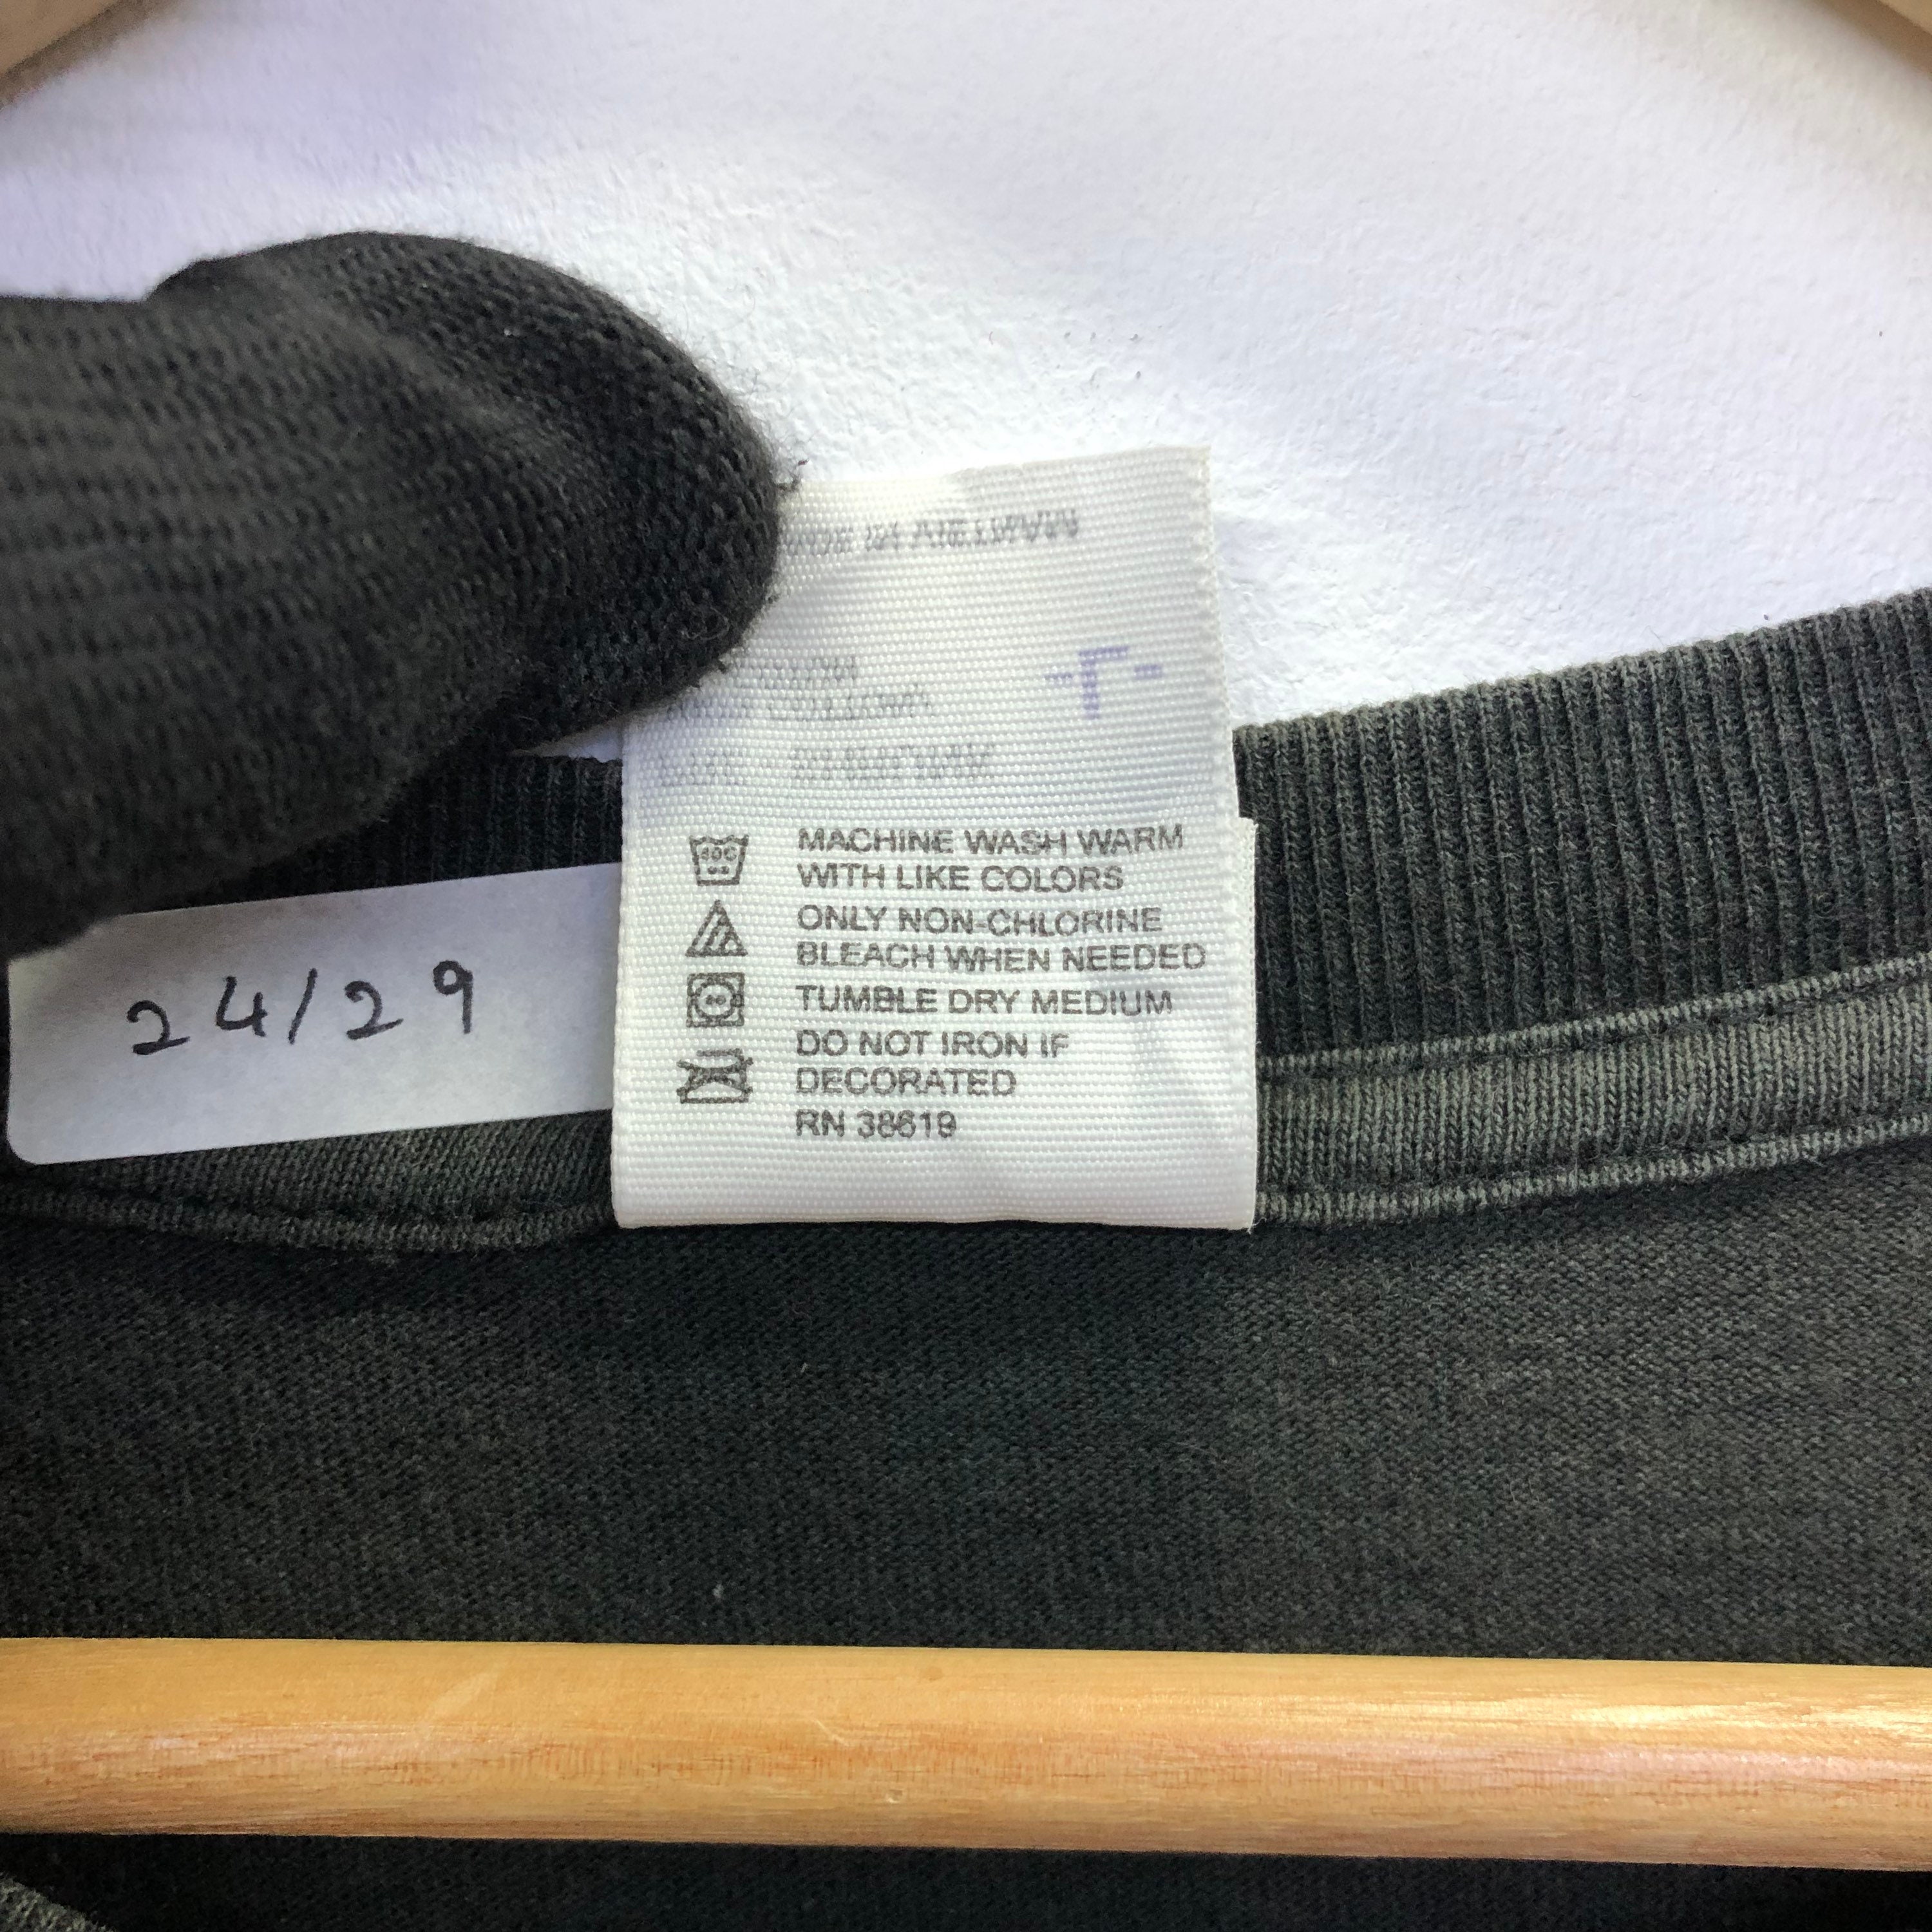 24/29
MACHINE WASH WARM
WITH LIKE COLORS
ONLY NON-CHLORINE
BLEACH WHEN NEEDED
TUMBLE DRY MEDIUM
DO NOT IRON IF
DECORATED
RN 38619